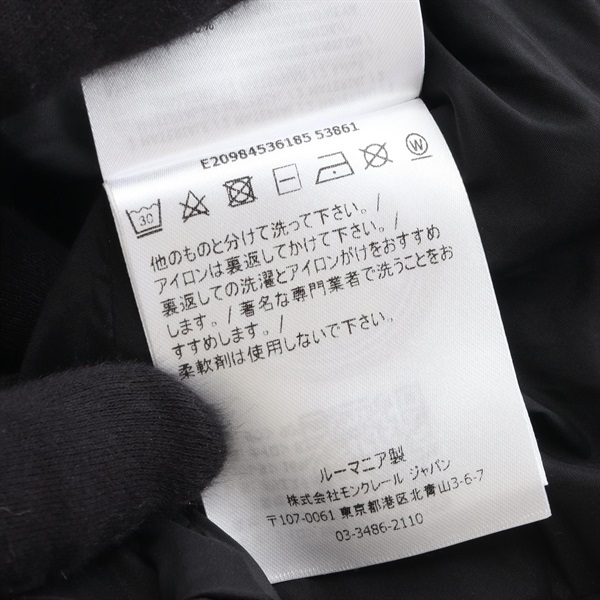 E20984536185 53861
30
W
他のものと分けて洗って下さい。/
アイロンは裏返してかけて下さい。/
裏返しての洗濯とアイロンがけをおすすめ
します。/著名な専門業者で洗うことをお
すすめします。/
柔軟剤は使用しないで下さい。
ルーマニア製
株式会社モンクレール ジャパン
〒107-0061 東京都港区北青山3-6-7
03-3486-2110